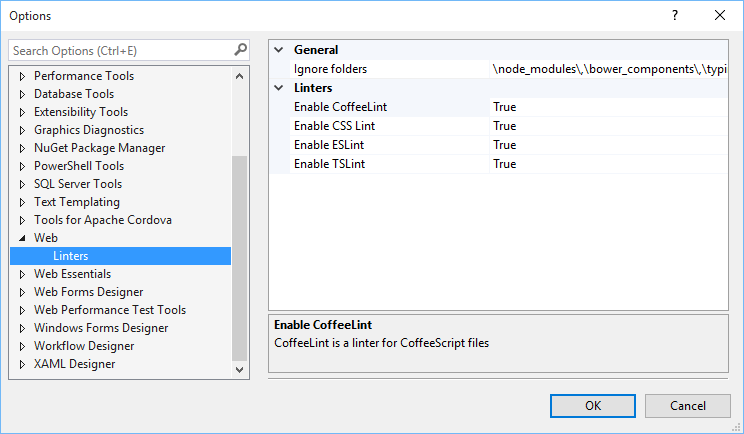 Options
?
Search Options (Ctrl+E)
Performance Tools
Database Tools
Extensibility Tools
Graphics Diagnostics
NuGet Package Manager
PowerShell Tools
SQL Server Tools
Text Templating
Tools for Apache Cordova
Web
Linters
Web Essentials
Web Forms Designer
Web Performance Test Tools
Windows Forms Designer
Workflow Designer
XAML Designer
General
Ignore folders \node_modules\,\bower_components\,\typi
Linters
Enable CoffeeLint True
Enable CSS Lint True
Enable ESLint True
Enable TSLint True
Enable CoffeeLint
CoffeeLint is a linter for CoffeeScript files
OK Cancel